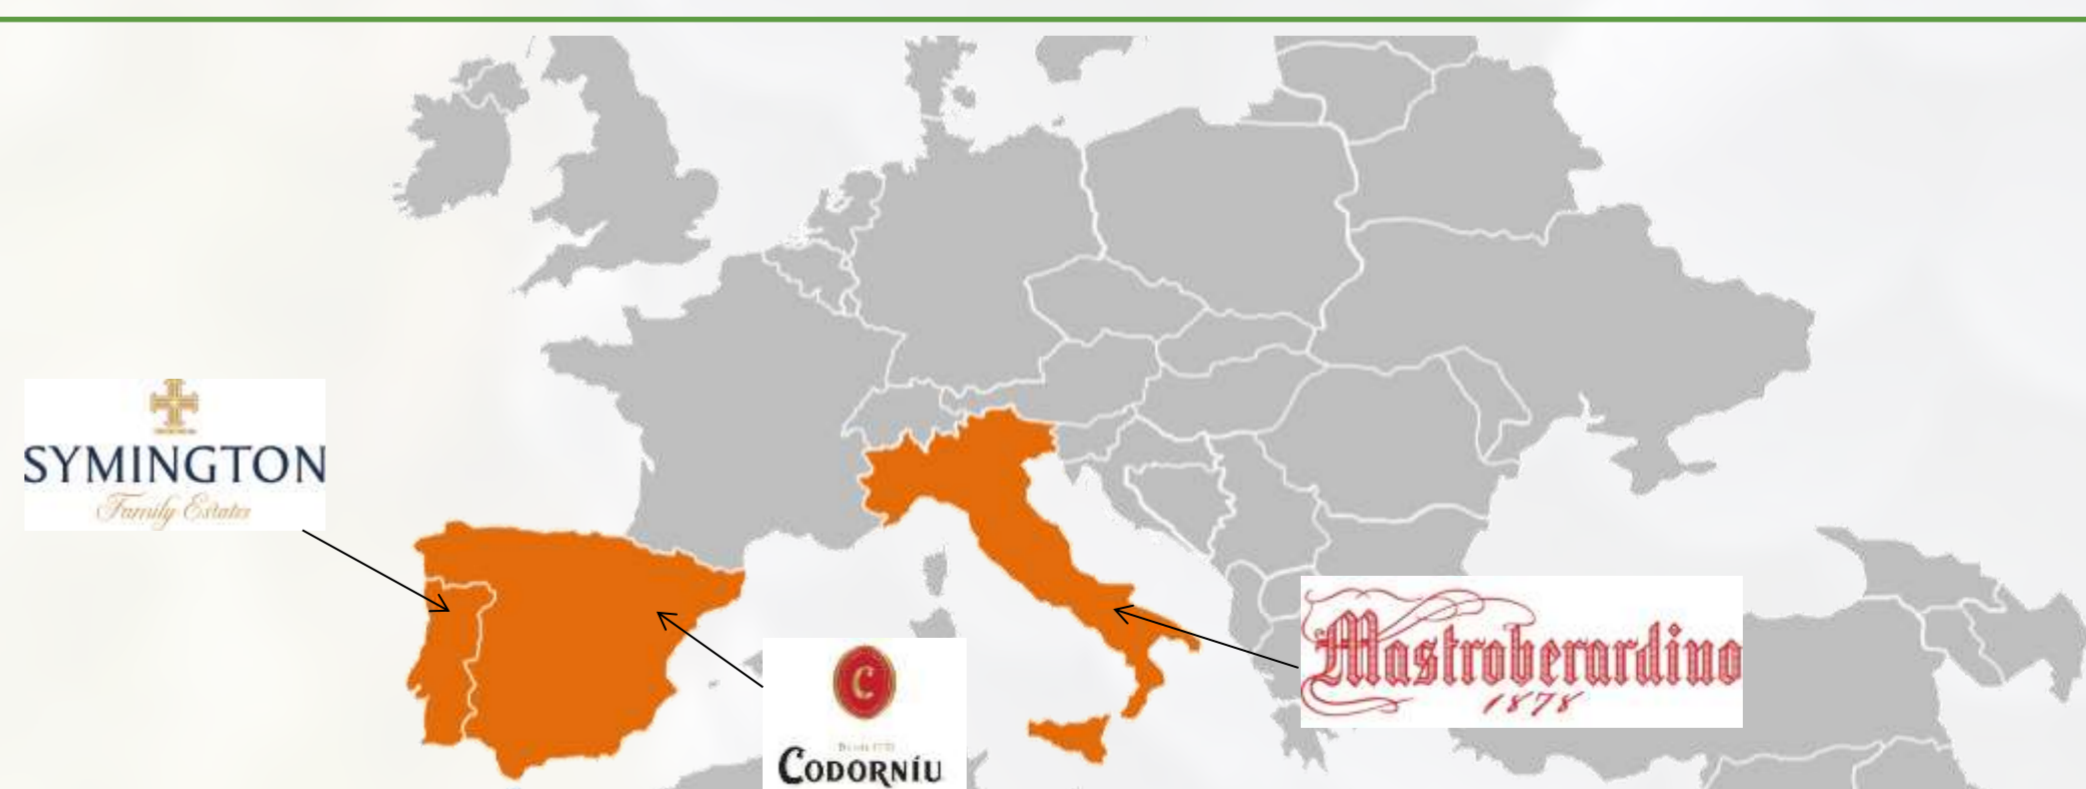 SYMINGTON
Family Estates
C
CODORNÍU
Mastroberardino
1878